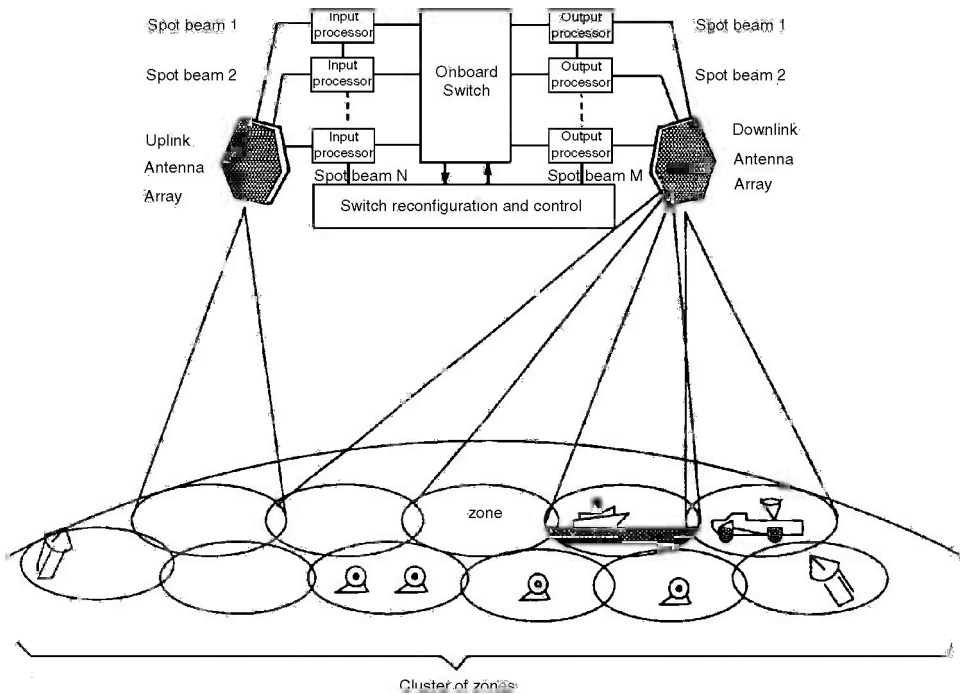 Spot beam 1
Input
processor
Output
processor
Spot beam 1
Spot beam 2
Input
processor
Onboard
Switch
Output
processor
Spot beam 2
Uplink
Antenna
Array
Input
processor
Output
processor
Downlink
Antenna
Array
Spot beam N
Spot beam M
Switch reconfiguration and control
zone
Cluster of zones